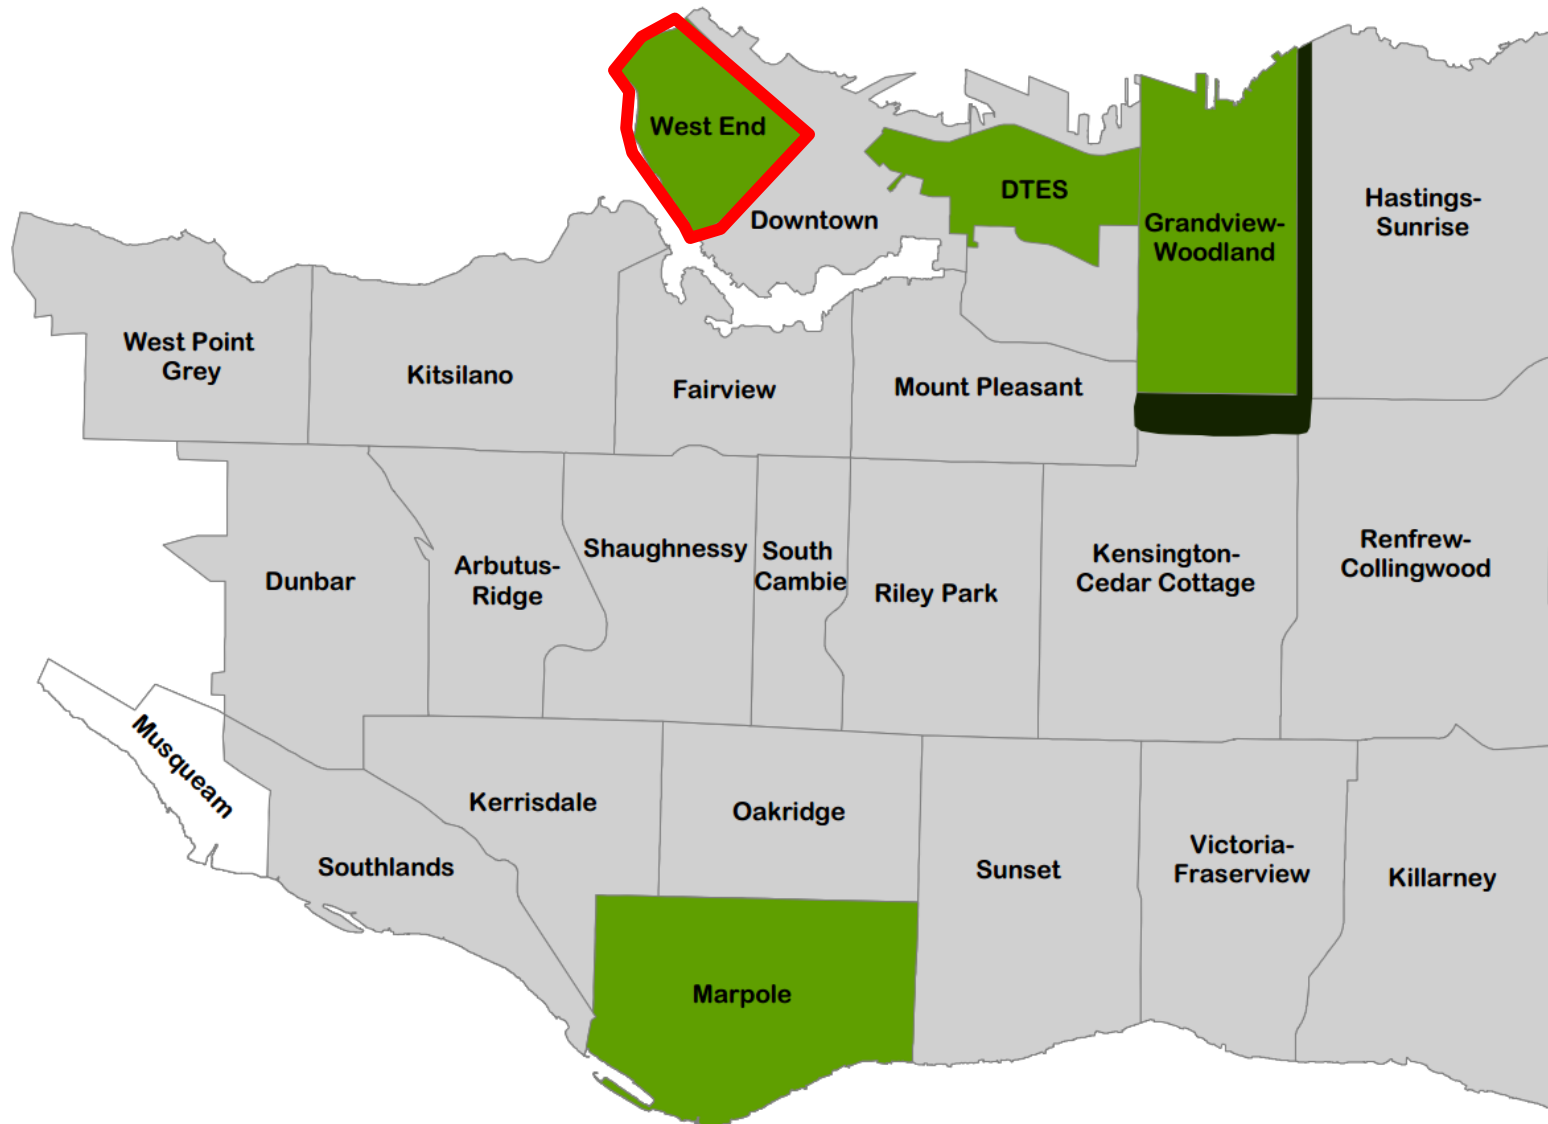 West End
DTES
Downtown
Grandview-
Woodland
Hastings-
Sunrise
West Point
Grey
Kitsilano
Fairview
Mount Pleasant
Dunbar
Arbutus-
Ridge
Shaughnessy
South
Cambie
Riley Park
Kensington-
Cedar Cottage
Renfrew-
Collingwood
Musqueam
Southlands
Kerrisdale
Oakridge
Sunset
Victoria-
Fraserview
Killarney
Marpole